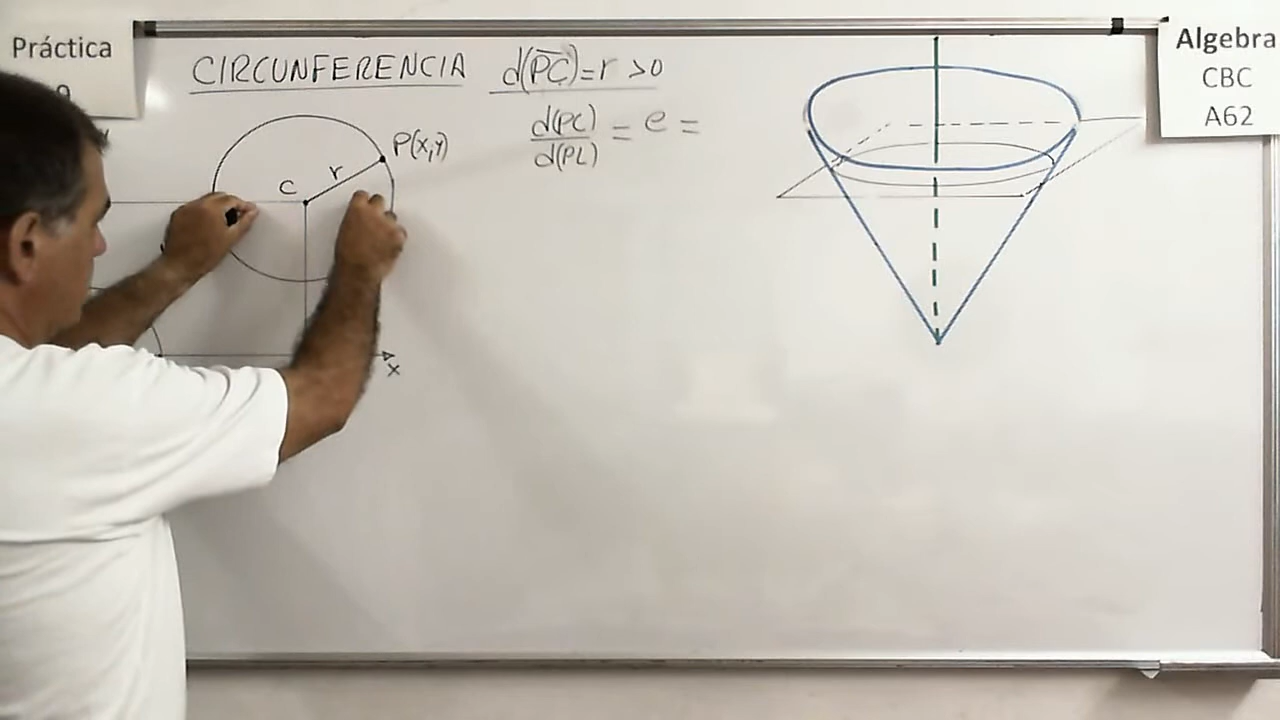 Práctica
CIRCUNFERENCIA d(PC)=r >0
d(PC)
d(PL)
= e =
P(x,y)
r
C
x
Algebra
CBC
A62